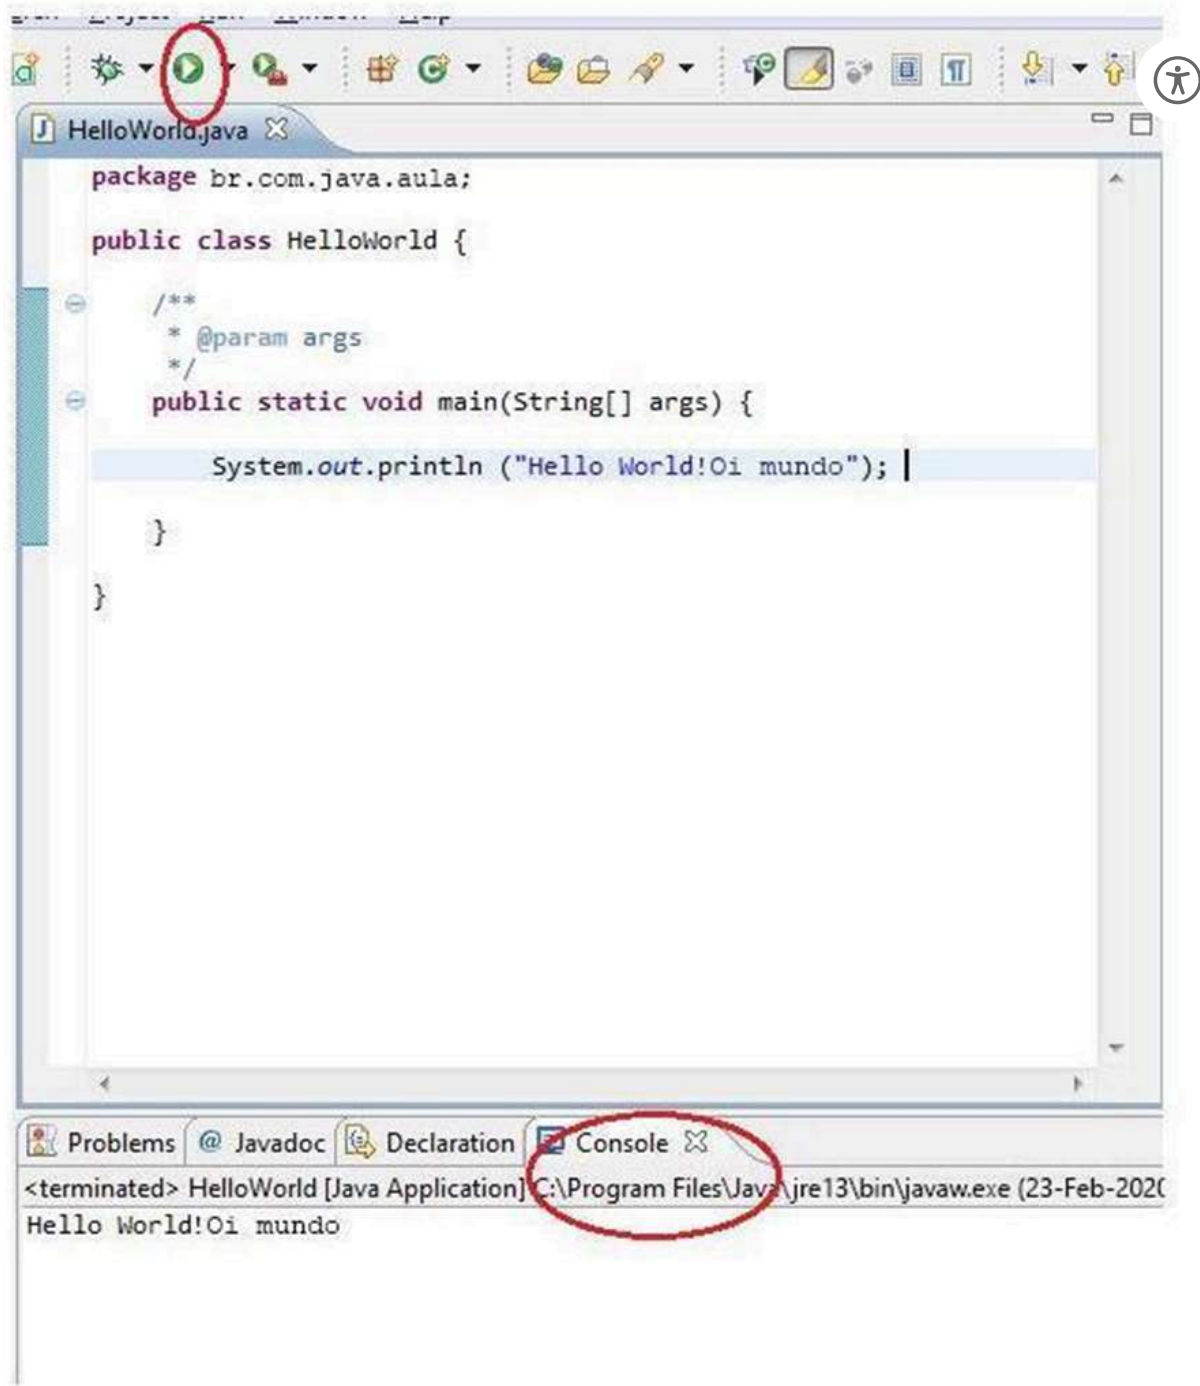 HelloWorld.java
package br.com.java.aula;
public class HelloWorld {
/**
* @param args
*/
public static void main(String[] args) {
System.out.println ("Hello World!Oi mundo");
}
}
Problems @ Javadoc Declaration Console
<terminated> HelloWorld [Java Application] C:\Program Files\Java\jre13\bin\javaw.exe (23-Feb-2020
Hello World!Oi mundo